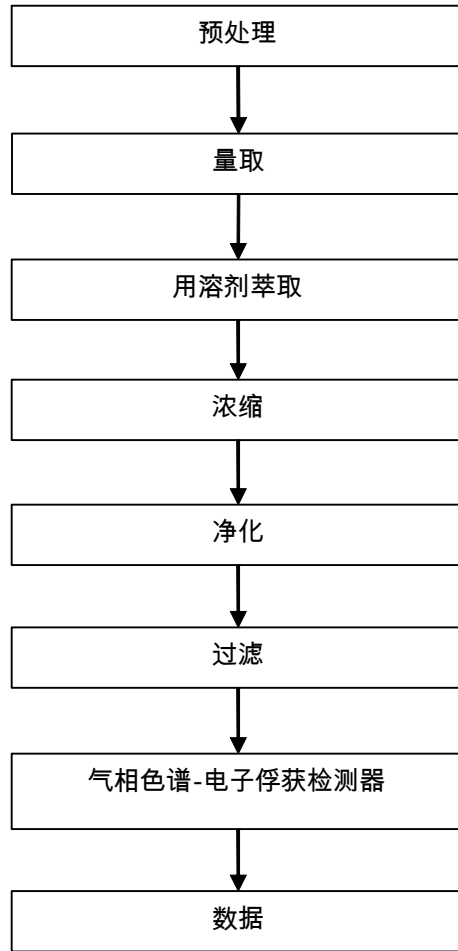 预处理
量取
用溶剂萃取
浓缩
净化
过滤
气相色谱-电子俘获检测器
数据